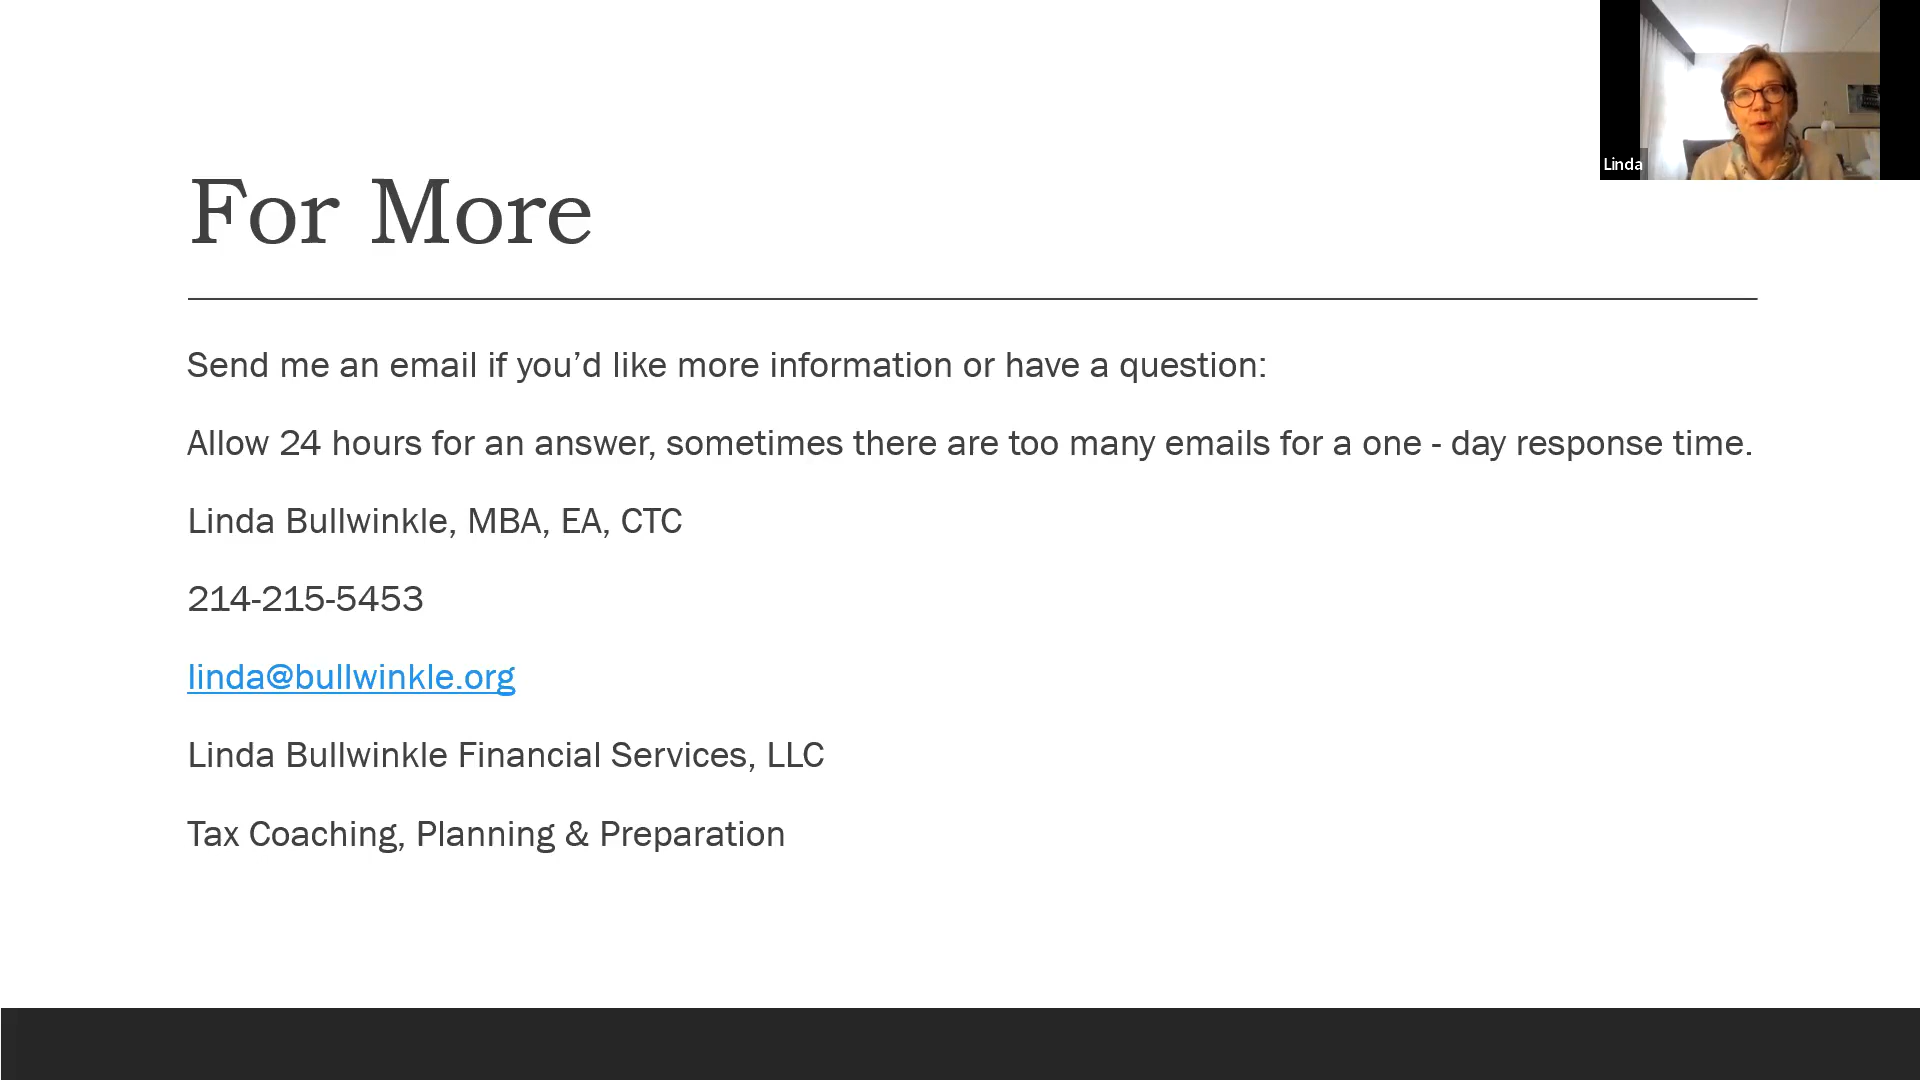 Linda
For More
Send me an email if you’d like more information or have a question:
Allow 24 hours for an answer, sometimes there are too many emails for a one - day response time.
Linda Bullwinkle, MBA, EA, CTC
214-215-5453
linda@bullwinkle.org
Linda Bullwinkle Financial Services, LLC
Tax Coaching, Planning & Preparation